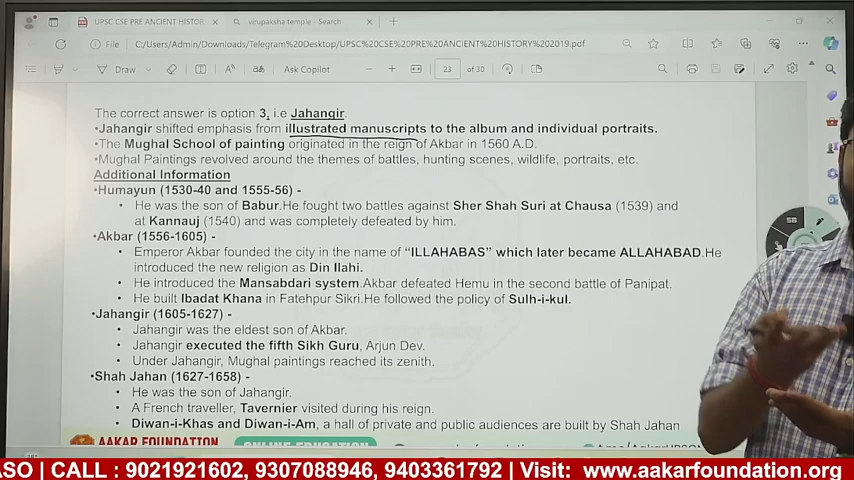 UPSC CSE PRE ANCIENT HISTOR
virupaksha temple - Search
File
C:/Users/Admin/Downloads/Telegram%20Desktop/UPSC%20CSE%20PRE%20ANCIENT%20HISTORY%202019.pdf
Draw
Ask Copilot
23
of 30
The correct answer is option 3, i.e Jahangir.
•Jahangir shifted emphasis from illustrated manuscripts to the album and individual portraits.
•The Mughal School of painting originated in the reign of Akbar in 1560 A.D.
•Mughal Paintings revolved around the themes of battles, hunting scenes, wildlife, portraits, etc.
Additional Information
•Humayun (1530-40 and 1555-56) -
• He was the son of Babur.He fought two battles against Sher Shah Suri at Chausa (1539) and
at Kannauj (1540) and was completely defeated by him.
•Akbar (1556-1605) -
• Emperor Akbar founded the city in the name of “ILLAHABAS” which later became ALLAHABAD.He
introduced the new religion as Din Ilahi.
• He introduced the Mansabdari system.Akbar defeated Hemu in the second battle of Panipat.
• He built Ibadat Khana in Fatehpur Sikri.He followed the policy of Sulh-i-kul.
•Jahangir (1605-1627) -
• Jahangir was the eldest son of Akbar.
• Jahangir executed the fifth Sikh Guru, Arjun Dev.
• Under Jahangir, Mughal paintings reached its zenith.
•Shah Jahan (1627-1658) -
• He was the son of Jahangir.
• A French traveller, Tavernier visited during his reign.
• Diwan-i-Khas and Diwan-i-Am, a hall of private and public audiences are built by Shah Jahan
AAKAR FOUNDATION
ONLINE EDUCATION
ASO | CALL : 9021921602, 9307088946, 9403361792 | Visit: www.aakarfoundation.org